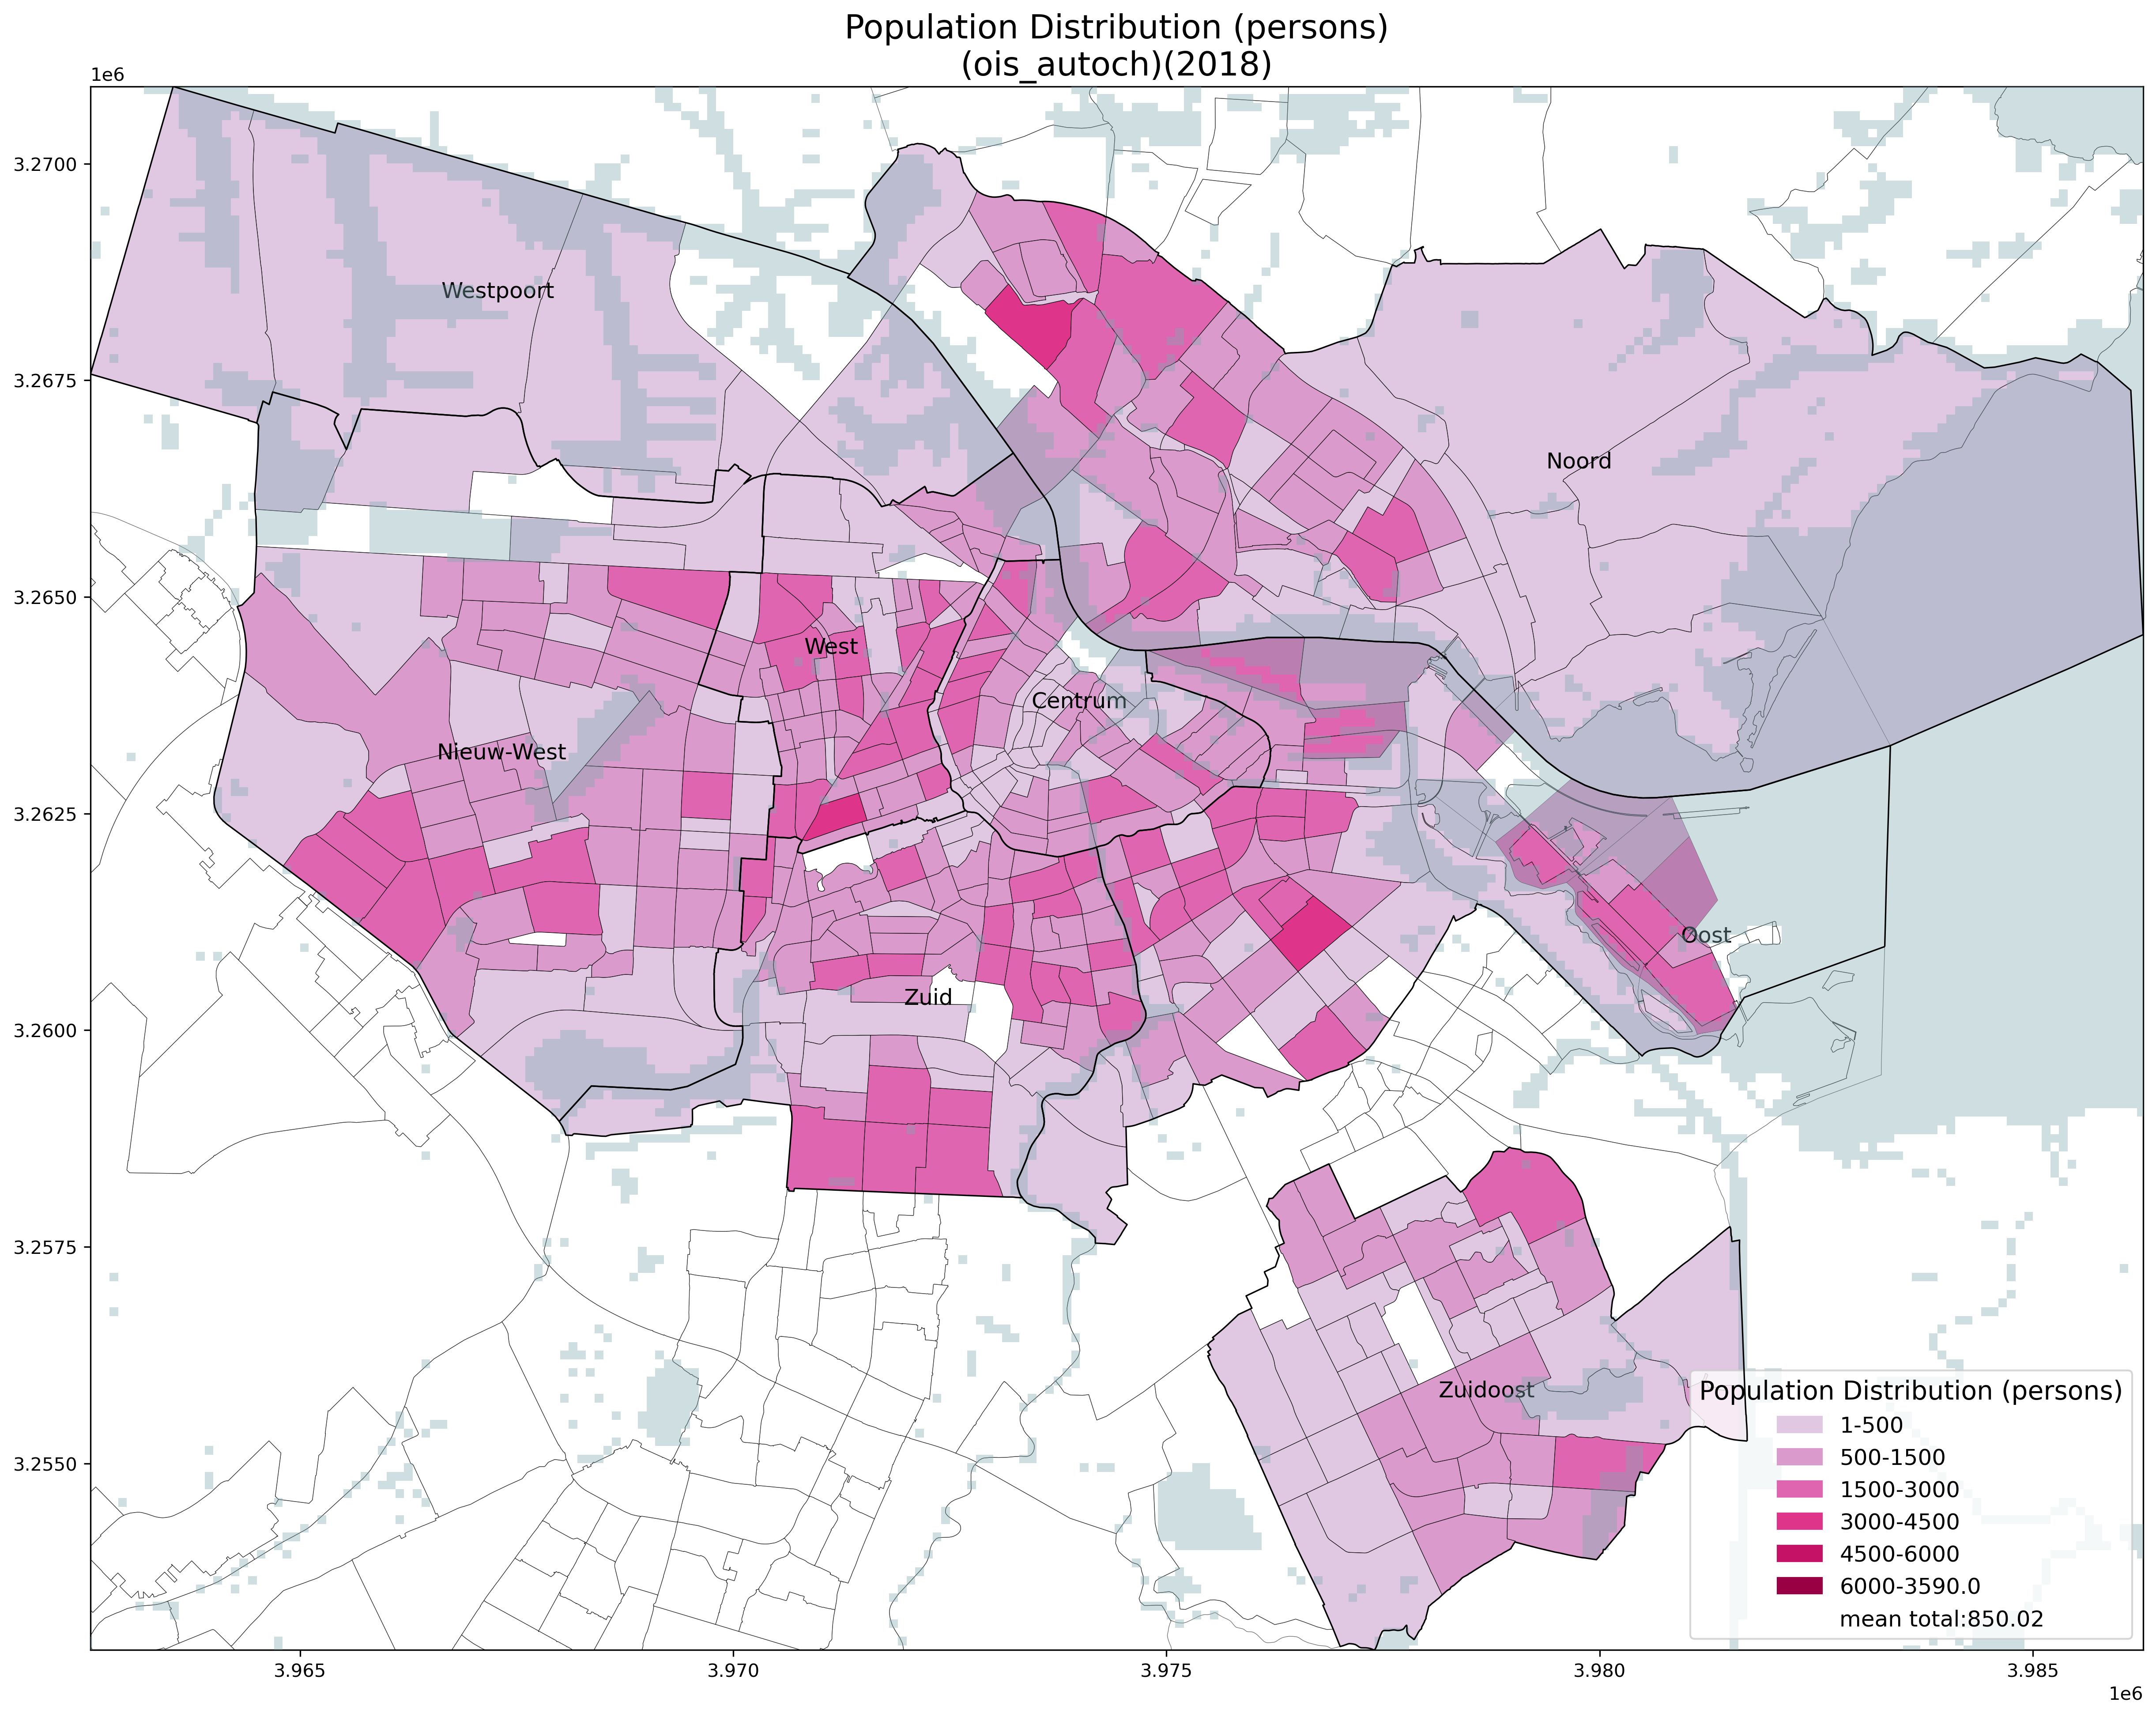 Population Distribution (persons)
(ois_autoch)(2018)
1e6
3.2700
3.2675
3.2650
3.2625
3.2600
3.2575
3.2550
Westpoort
Noord
West
Centrum
Nieuw-West
Oost
Zuid
Zuidoost
Population Distribution (persons)
1-500
500-1500
1500-3000
3000-4500
4500-6000
6000-3590.0
mean total:850.02
3.965
3.970
3.975
3.980
3.985
1e6